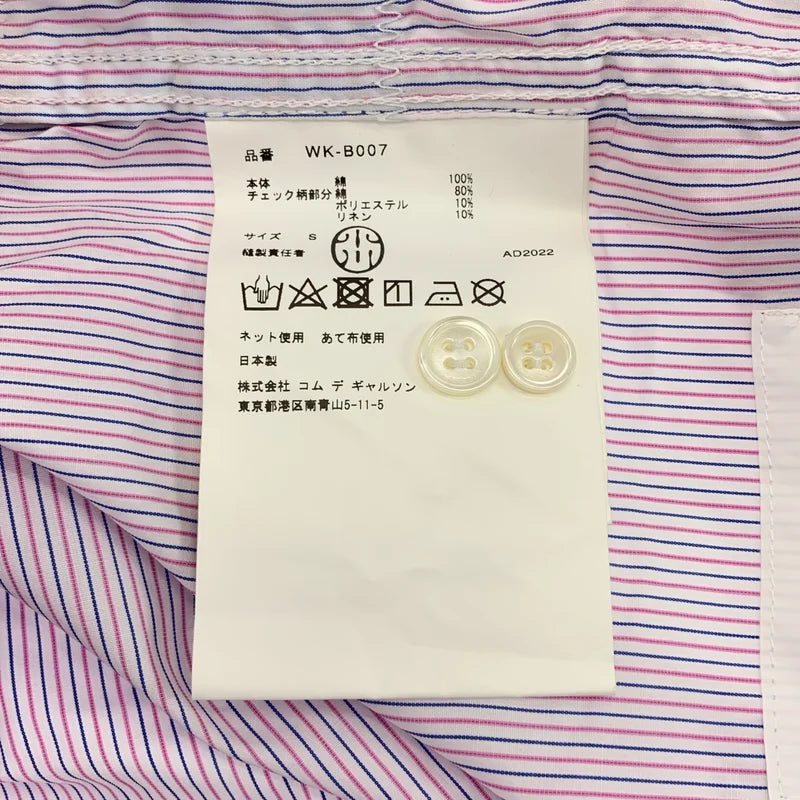 品番 WK-B007
本体 綿 100%
チェック柄部分 綿 80%
ポリエステル 10%
リネン 10%
サイズ S
縫製責任者 AD2022
ネット使用 あて布使用
日本製
株式会社 コム デ ギャルソン
東京都港区南青山5-11-5